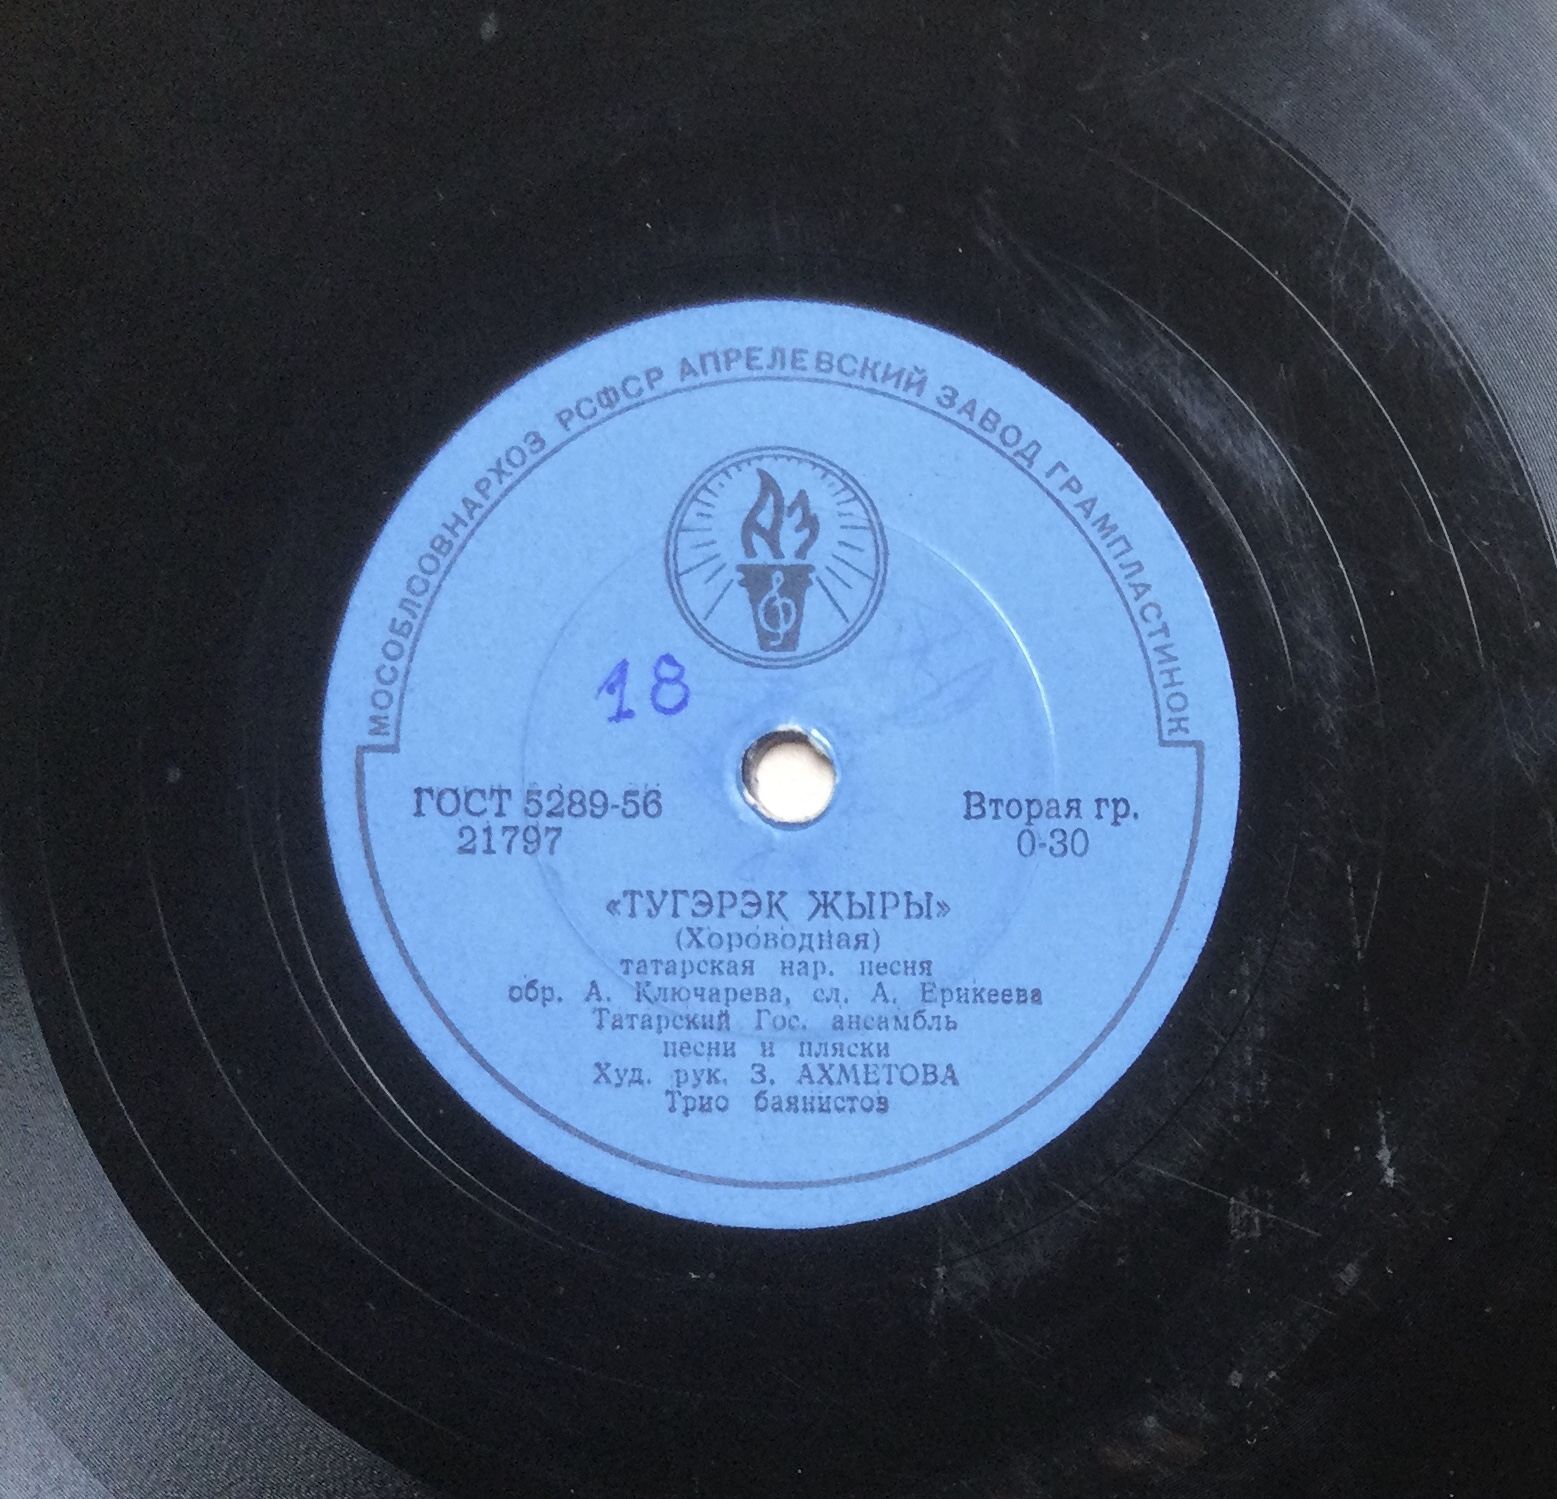 МОСОБЛСОВНАРХОЗ РСФСР АПРЕЛЕВСКИЙ ЗАВОД ГРАМПЛАСТИНОК
АЗ
18
ГОСТ 5289-56
21797
Вторая гр.
0-30
«ТУГЭРЭК ЖЫРЫ»
(Хороводная)
татарская нар. песня
обр. А. Ключарева, сл. А. Ерикеева
Татарский Гос. ансамбль
песни и пляски
Худ. рук. З. АХМЕТОВА
Трио баянистов